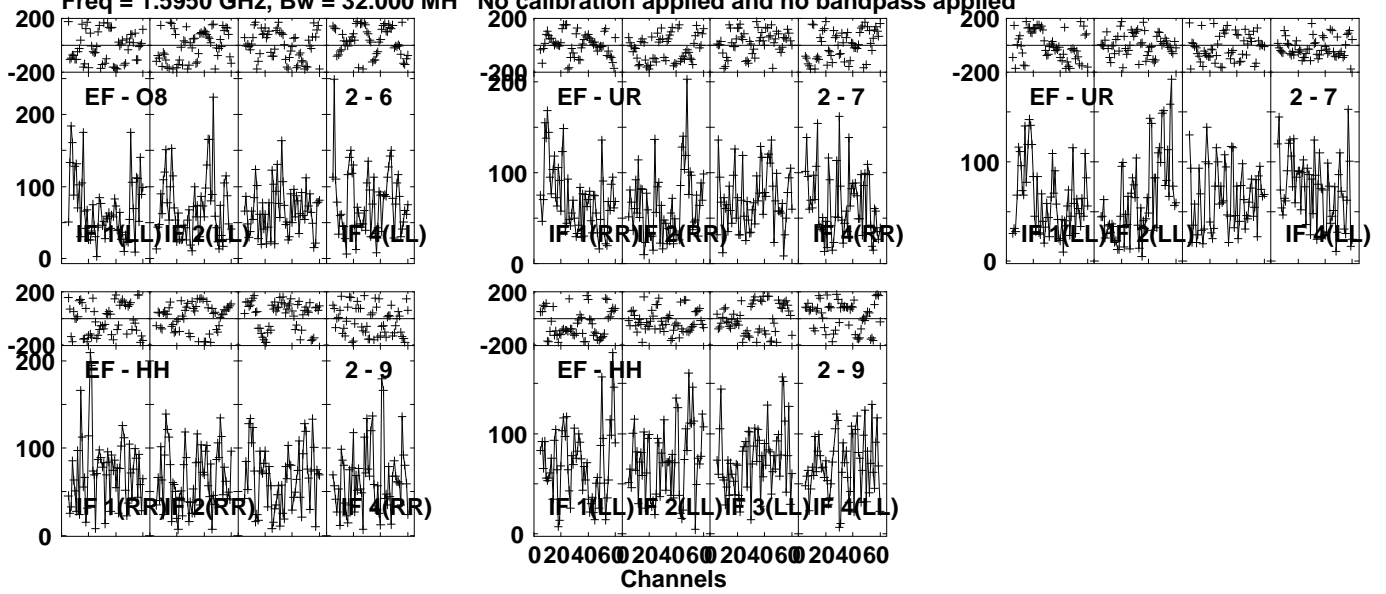 Freq = 1.5950 GHz, Bw = 32.000 MH No calibration applied and no bandpass applied
200
-200
200
100
0
EF - O8
2 - 6
IF 1(LL)
IF 2(LL)
IF 4(LL)
200
-200
200
100
0
EF - UR
2 - 7
IF 1(RR)
IF 2(RR)
IF 4(RR)
200
-200
100
0
EF - UR
2 - 7
IF 1(LL)
IF 2(LL)
IF 4(LL)
200
-200
200
100
0
EF - HH
2 - 9
IF 1(RR)
IF 2(RR)
IF 4(RR)
200
-200
100
0
EF - HH
2 - 9
IF 1(LL)
IF 2(LL)
IF 3(LL)
IF 4(LL)
0 20 40 60 0 20 40 60 0 20 40 60 0 20 40 60
Channels